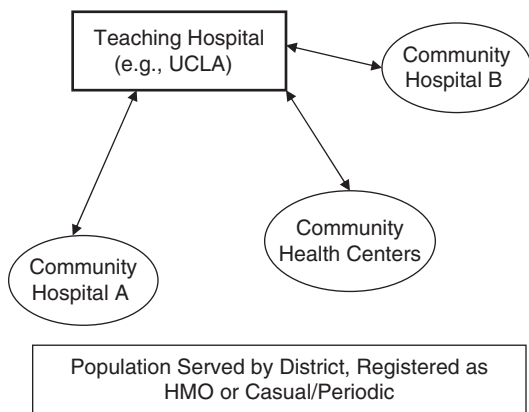 Teaching Hospital
(e.g., UCLA)
Community
Hospital B
Community
Health Centers
Community
Hospital A
Population Served by District, Registered as
HMO or Casual/Periodic